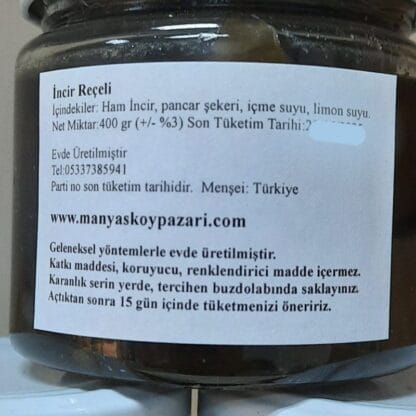 İncir Reçeli
İçindekiler: Ham İncir, pancar şekeri, içme suyu, limon suyu.
Net Miktar:400 gr (+/- %3) Son Tüketim Tarihi:
Evde Üretilmiştir
Tel:05337385941
Parti no son tüketim tarihidir. Menşei: Türkiye
www.manyaskoypazari.com
Geleneksel yöntemlerle evde üretilmiştir.
Katkı maddesi, koruyucu, renklendirici madde içermez.
Karanlık serin yerde, tercihen buzdolabında saklayınız.
Açtıktan sonra 15 gün içinde tüketmenizi öneririz.